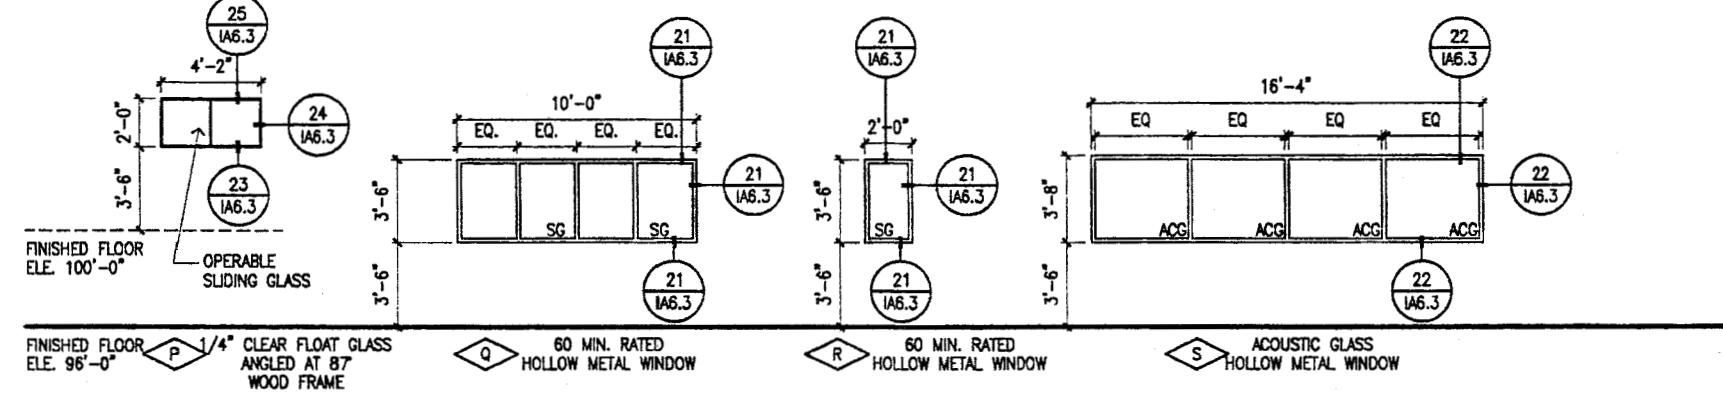 25
IA6.3
4'-2"
2'-0"
3'-6"
24
IA6.3
23
IA6.3
FINISHED FLOOR
ELE. 100'-0"
OPERABLE
SLIDING GLASS
21
IA6.3
10'-0"
EQ. EQ. EQ. EQ.
3'-6"
21
IA6.3
SG SG
3'-6"
21
IA6.3
21
IA6.3
2'-0"
3'-6"
21
IA6.3
SG
3'-6"
21
IA6.3
22
IA6.3
16'-4"
EQ EQ EQ EQ
3'-8"
22
IA6.3
ACG ACG ACG ACG
3'-6"
22
IA6.3
FINISHED FLOOR
ELE. 96'-0"
P
1/4" CLEAR FLOAT GLASS
ANGLED AT 87°
WOOD FRAME
Q
60 MIN. RATED
HOLLOW METAL WINDOW
R
60 MIN. RATED
HOLLOW METAL WINDOW
S
ACOUSTIC GLASS
HOLLOW METAL WINDOW